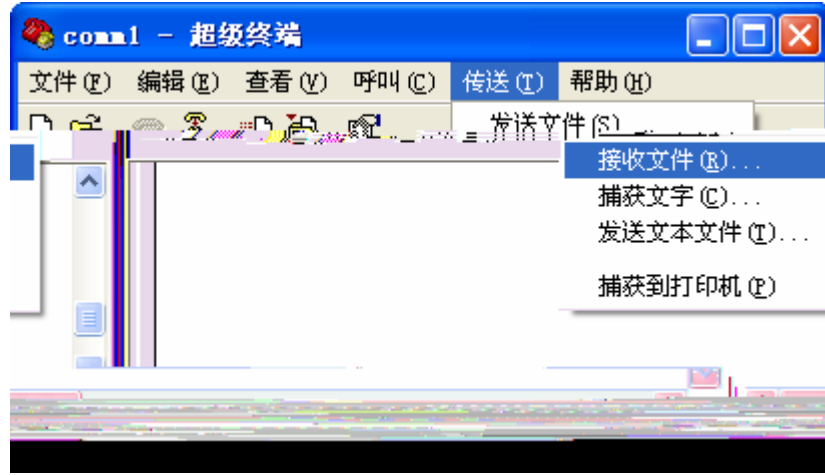 comm1 - 超级终端
文件(F) 编辑(E) 查看(V) 呼叫(C) 传送(T) 帮助(H)
发送文件(S)
接收文件(R)...
捕获文字(C)...
发送文本文件(T)...
捕获到打印机(P)